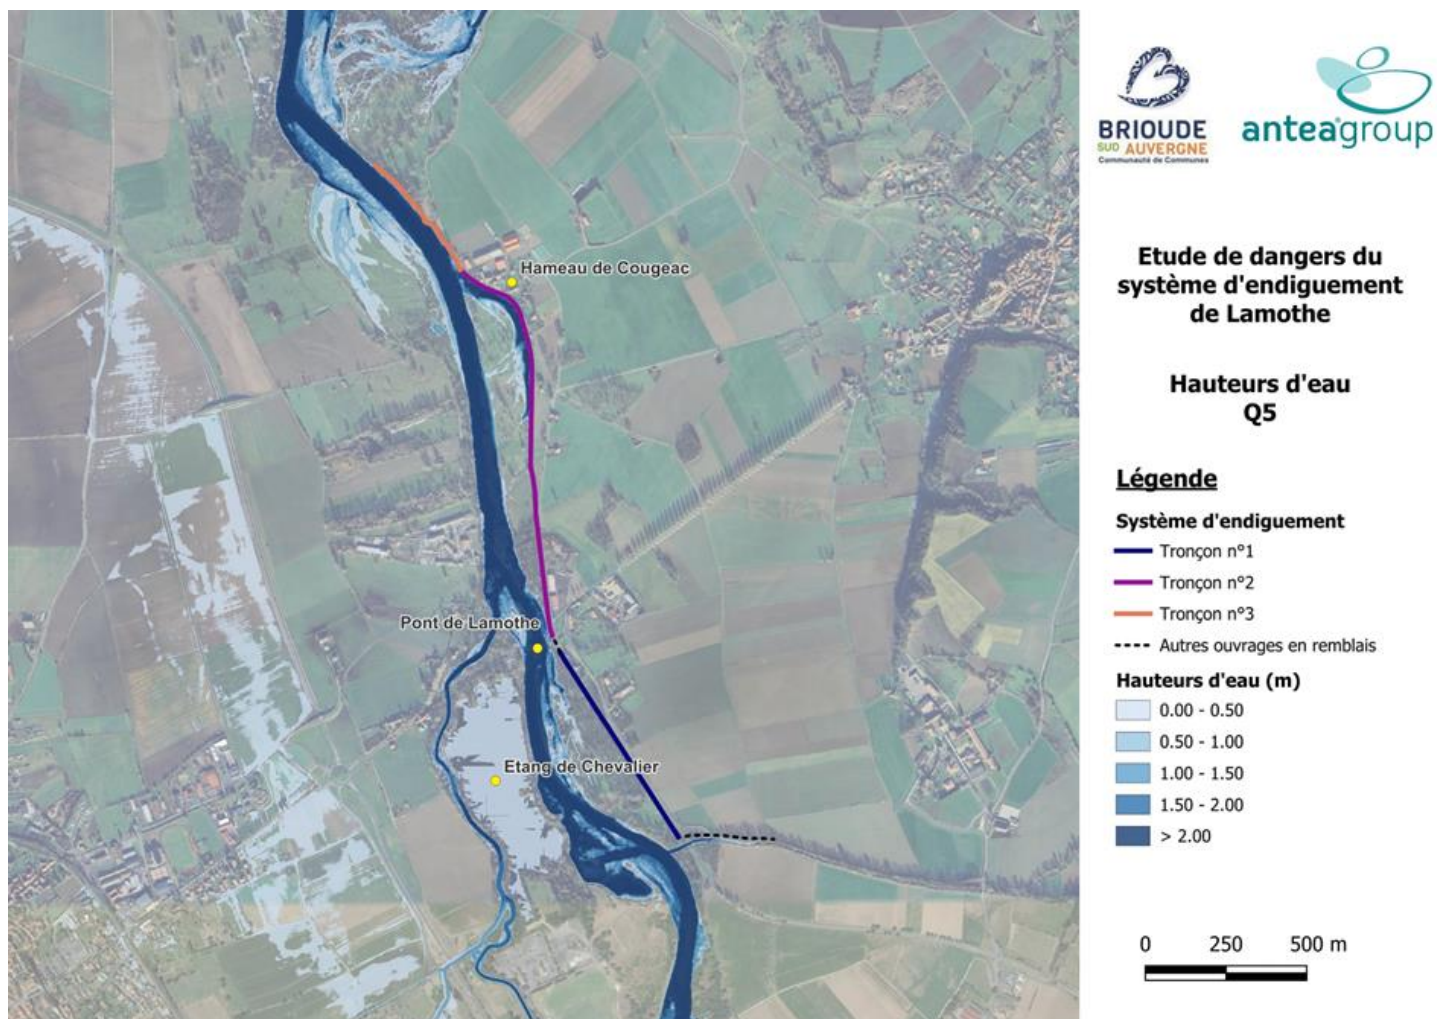 Hameau de Cougeac
Pont de Lamothe
Etang de Chevalier
BRIOUDE
SUD AUVERGNE
Communauté de Communes
anteagroup
Etude de dangers du
système d'endiguement
de Lamothe
Hauteurs d'eau
Q5
Légende
Système d'endiguement
Tronçon n°1
Tronçon n°2
Tronçon n°3
Autres ouvrages en remblais
Hauteurs d'eau (m)
0.00 - 0.50
0.50 - 1.00
1.00 - 1.50
1.50 - 2.00
> 2.00
0 250 500 m